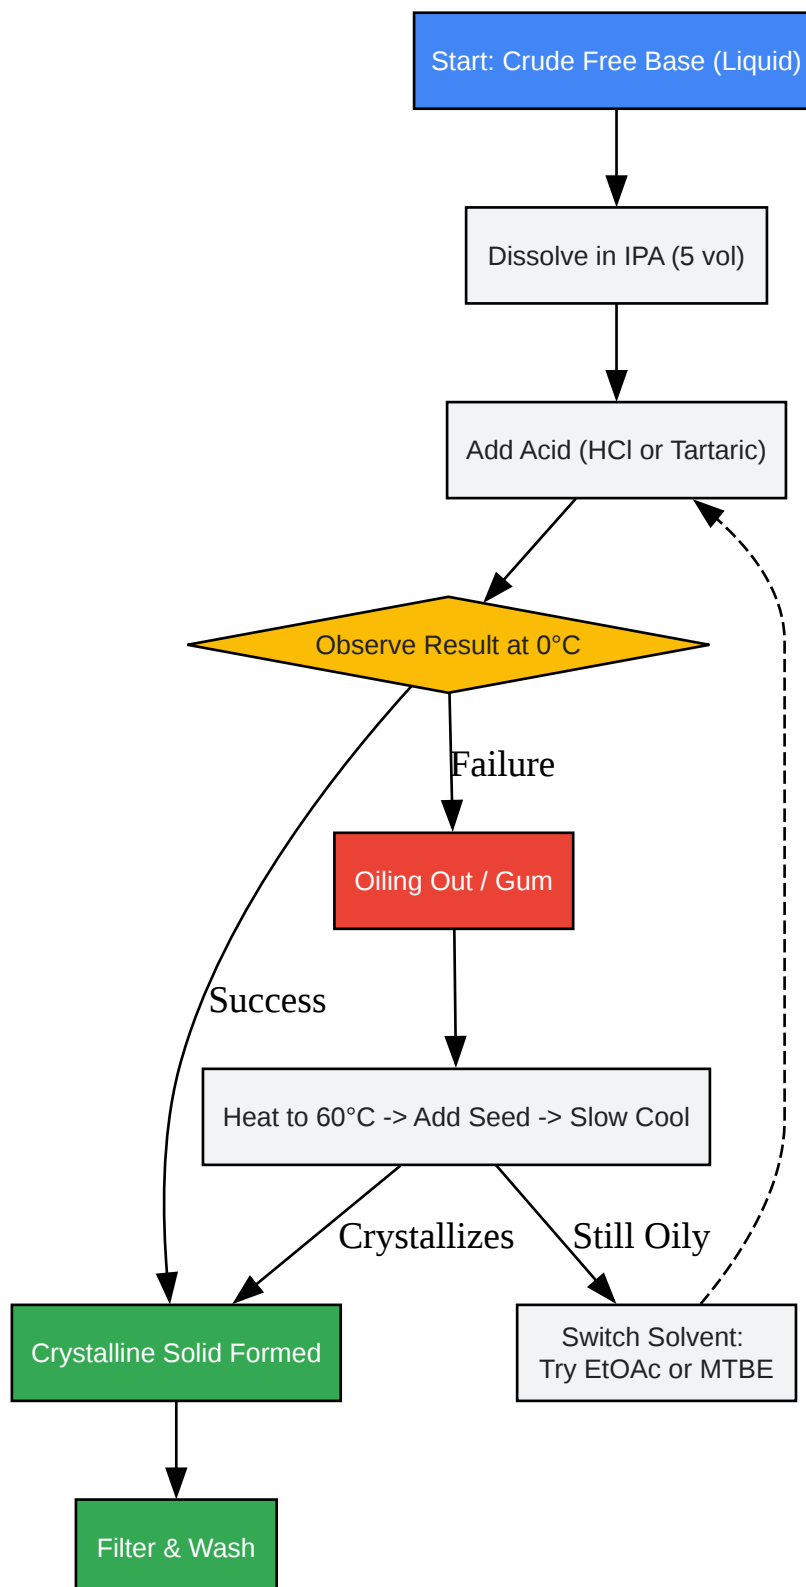 Start: Crude Free Base (Liquid)
Dissolve in IPA (5 vol)
Add Acid (HCl or Tartaric)
Observe Result at 0°C
Failure
Oiling Out / Gum
Success
Heat to 60°C -> Add Seed -> Slow Cool
Crystallizes
Still Oily
Crystalline Solid Formed
Switch Solvent:
Try EtOAc or MTBE
Filter & Wash